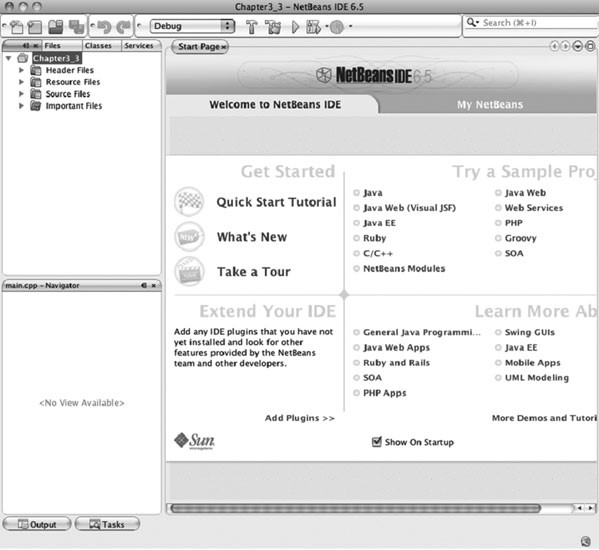 Chapter3_3 – NetBeans IDE 6.5
Debug
Search (⌘+I)
Files Classes Services
Start Page
Chapter3_3
Header Files
Resource Files
Source Files
Important Files
NetBeans IDE 6.5
Welcome to NetBeans IDE
My NetBeans
Get Started
Quick Start Tutorial
What's New
Take a Tour
Try a Sample Proj
Java
Java Web (Visual JSF)
Java EE
Ruby
C/C++
NetBeans Modules
Java Web
Web Services
PHP
Groovy
SOA
main.cpp - Navigator
<No View Available>
Extend Your IDE
Add any IDE plugins that you have not
yet installed and look for other
features provided by the NetBeans
team and other developers.
Add Plugins >>
Learn More Ab
General Java Programmi...
Java Web Apps
Ruby and Rails
SOA
PHP Apps
Swing GUIs
Java EE
Mobile Apps
UML Modeling
More Demos and Tutori
Sun
Show On Startup
Output
Tasks